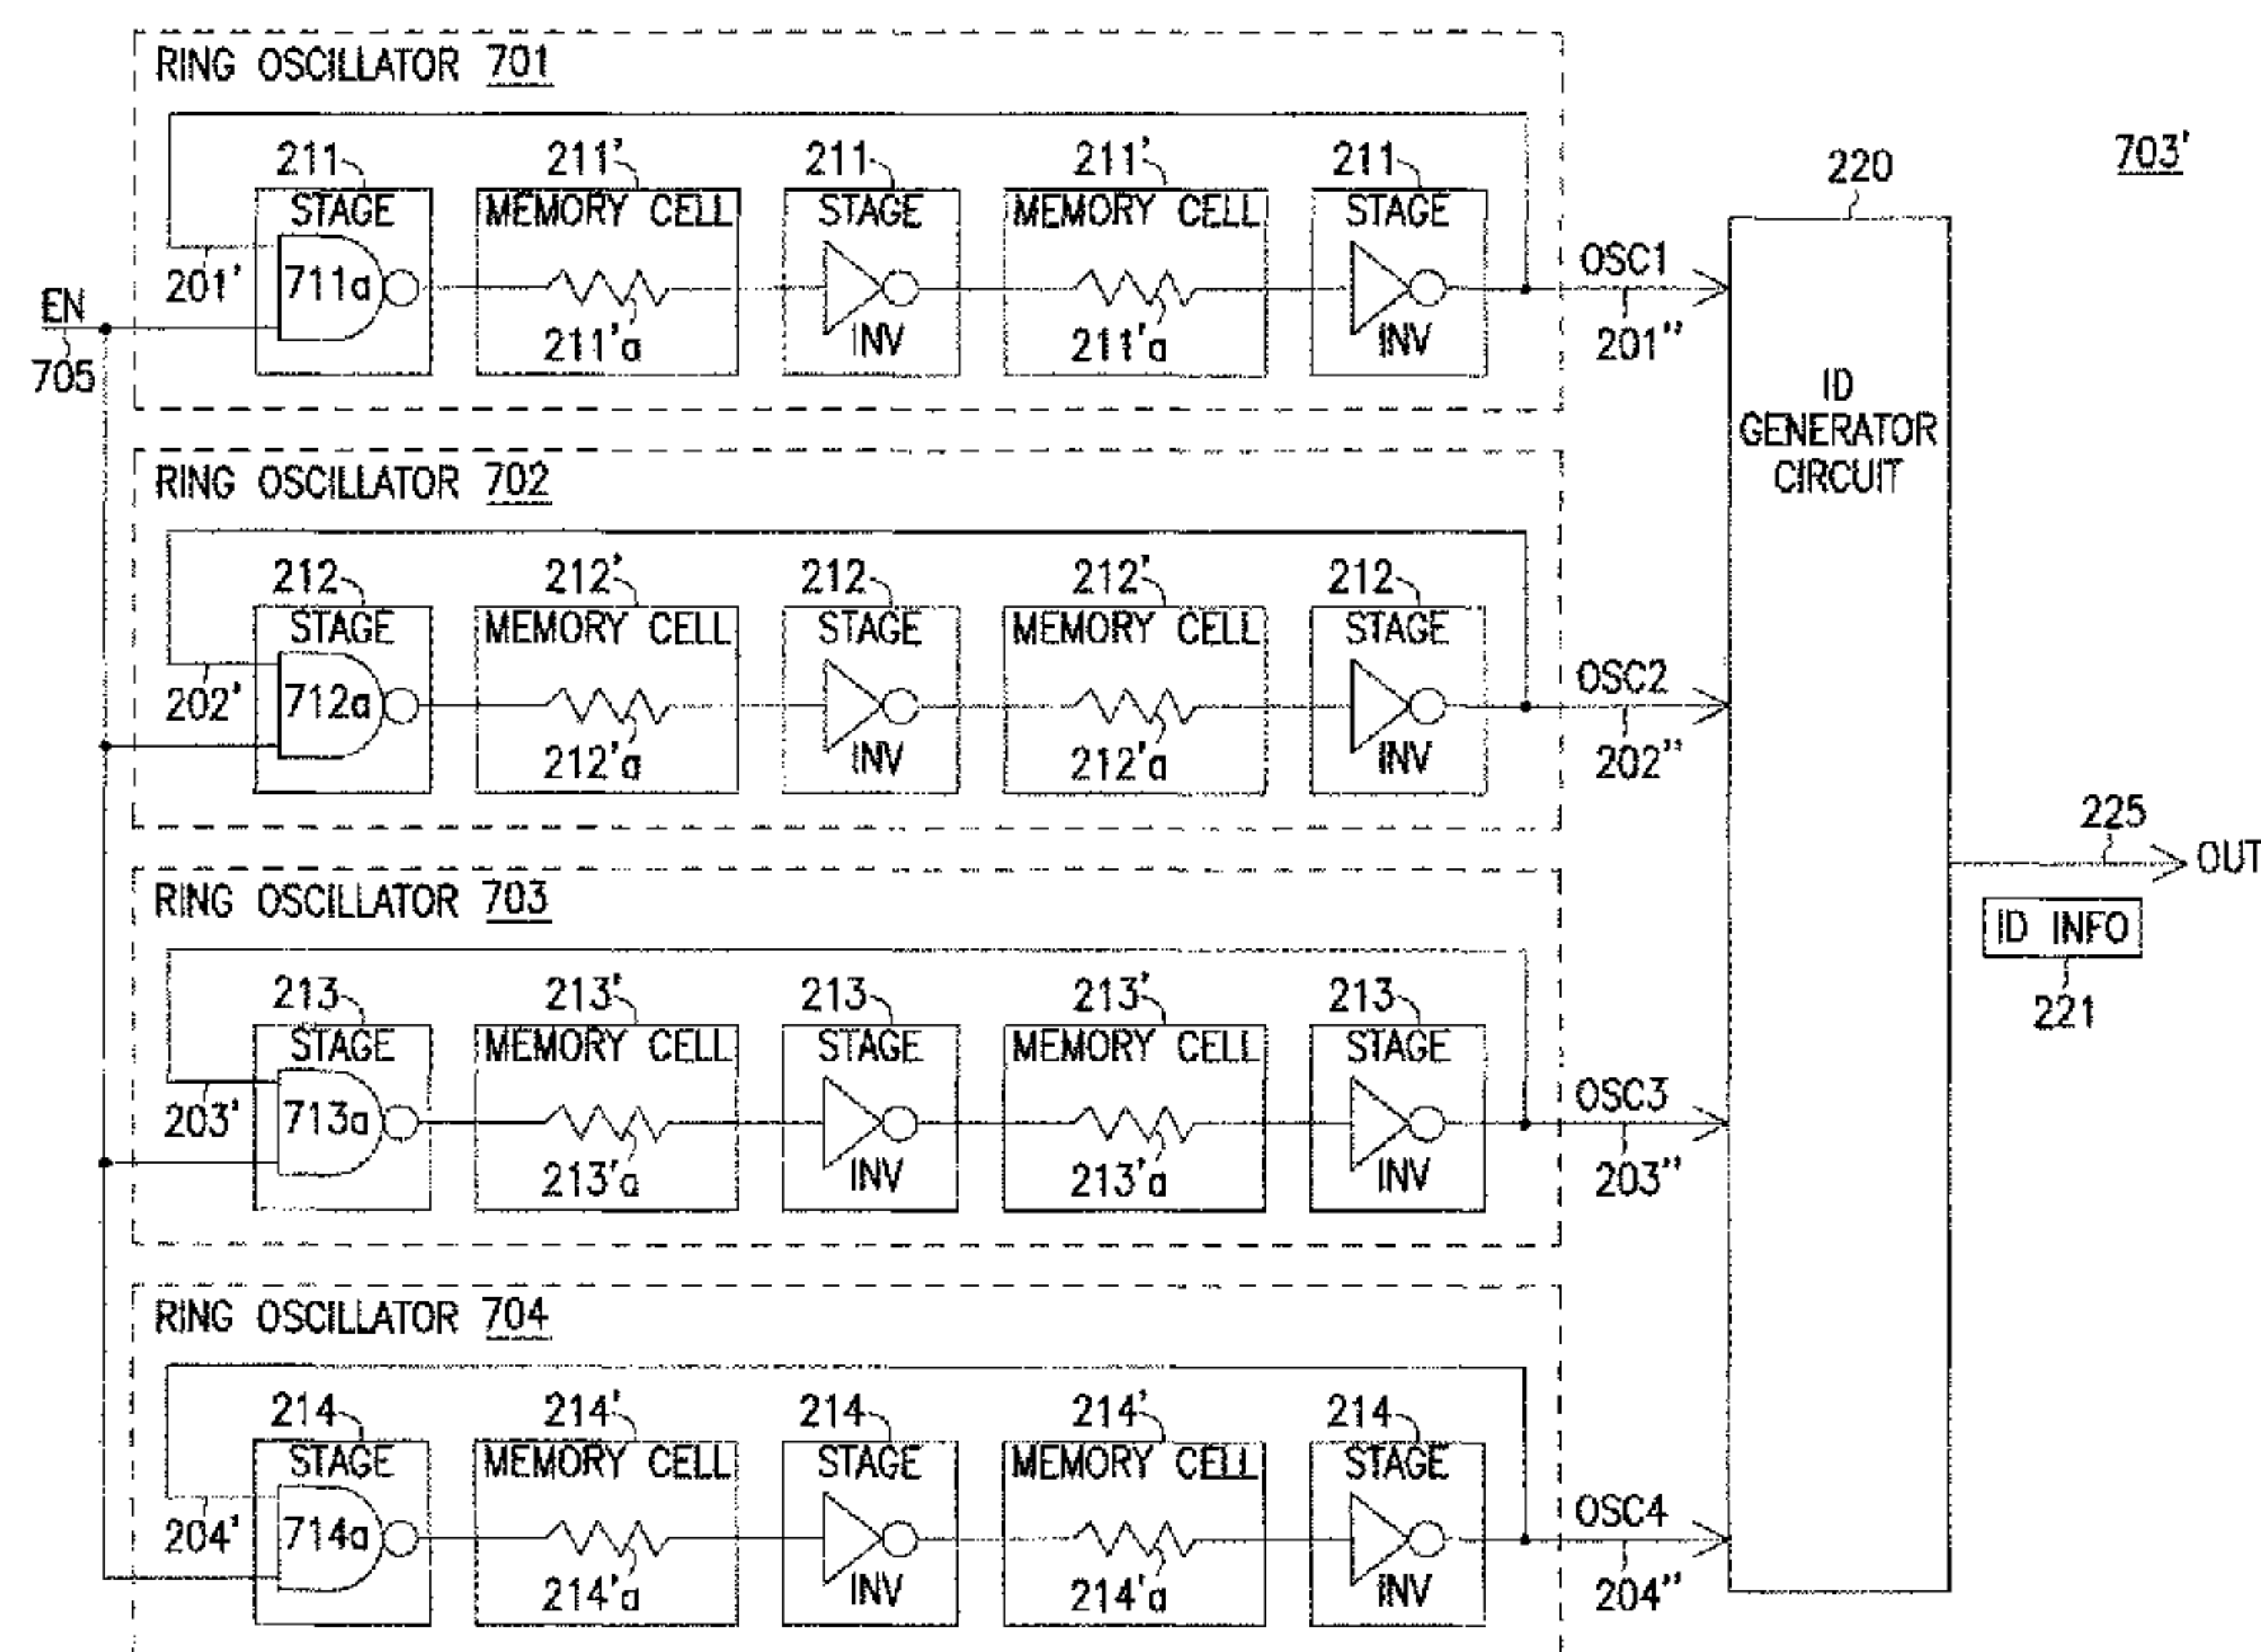 RING OSCILLATOR 701
211 211' 211 211' 211
STAGE MEMORY CELL STAGE MEMORY CELL STAGE
201' 711a
211'a INV 211'a INV
EN
705
OSC1
201"
220
703'
ID
GENERATOR
CIRCUIT
RING OSCILLATOR 702
212 212' 212 212' 212
STAGE MEMORY CELL STAGE MEMORY CELL STAGE
202' 712a
212'a INV 212'a INV
OSC2
202"
225
OUT
ID INFO
221
RING OSCILLATOR 703
213 213' 213 213' 213
STAGE MEMORY CELL STAGE MEMORY CELL STAGE
203' 713a
213'a INV 213'a INV
OSC3
203"
RING OSCILLATOR 704
214 214' 214 214' 214
STAGE MEMORY CELL STAGE MEMORY CELL STAGE
204' 714a
214'a INV 214'a INV
OSC4
204"